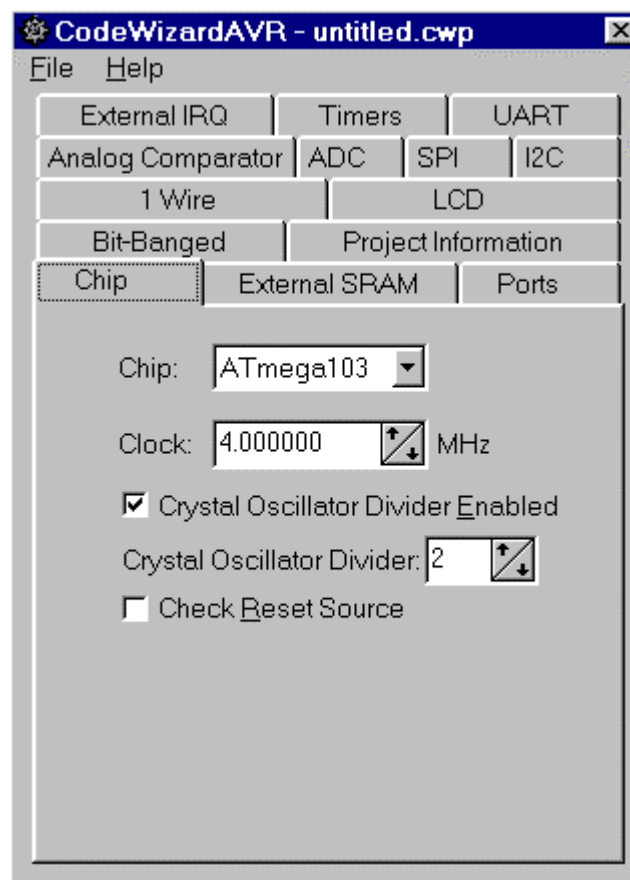 CodeWizardAVR - untitled.cwp
File Help
External IRQ Timers UART
Analog Comparator ADC SPI I2C
1 Wire LCD
Bit-Banged Project Information
Chip External SRAM Ports
Chip: ATmega103
Clock: 4.000000 MHz
Crystal Oscillator Divider Enabled
Crystal Oscillator Divider: 2
Check Reset Source